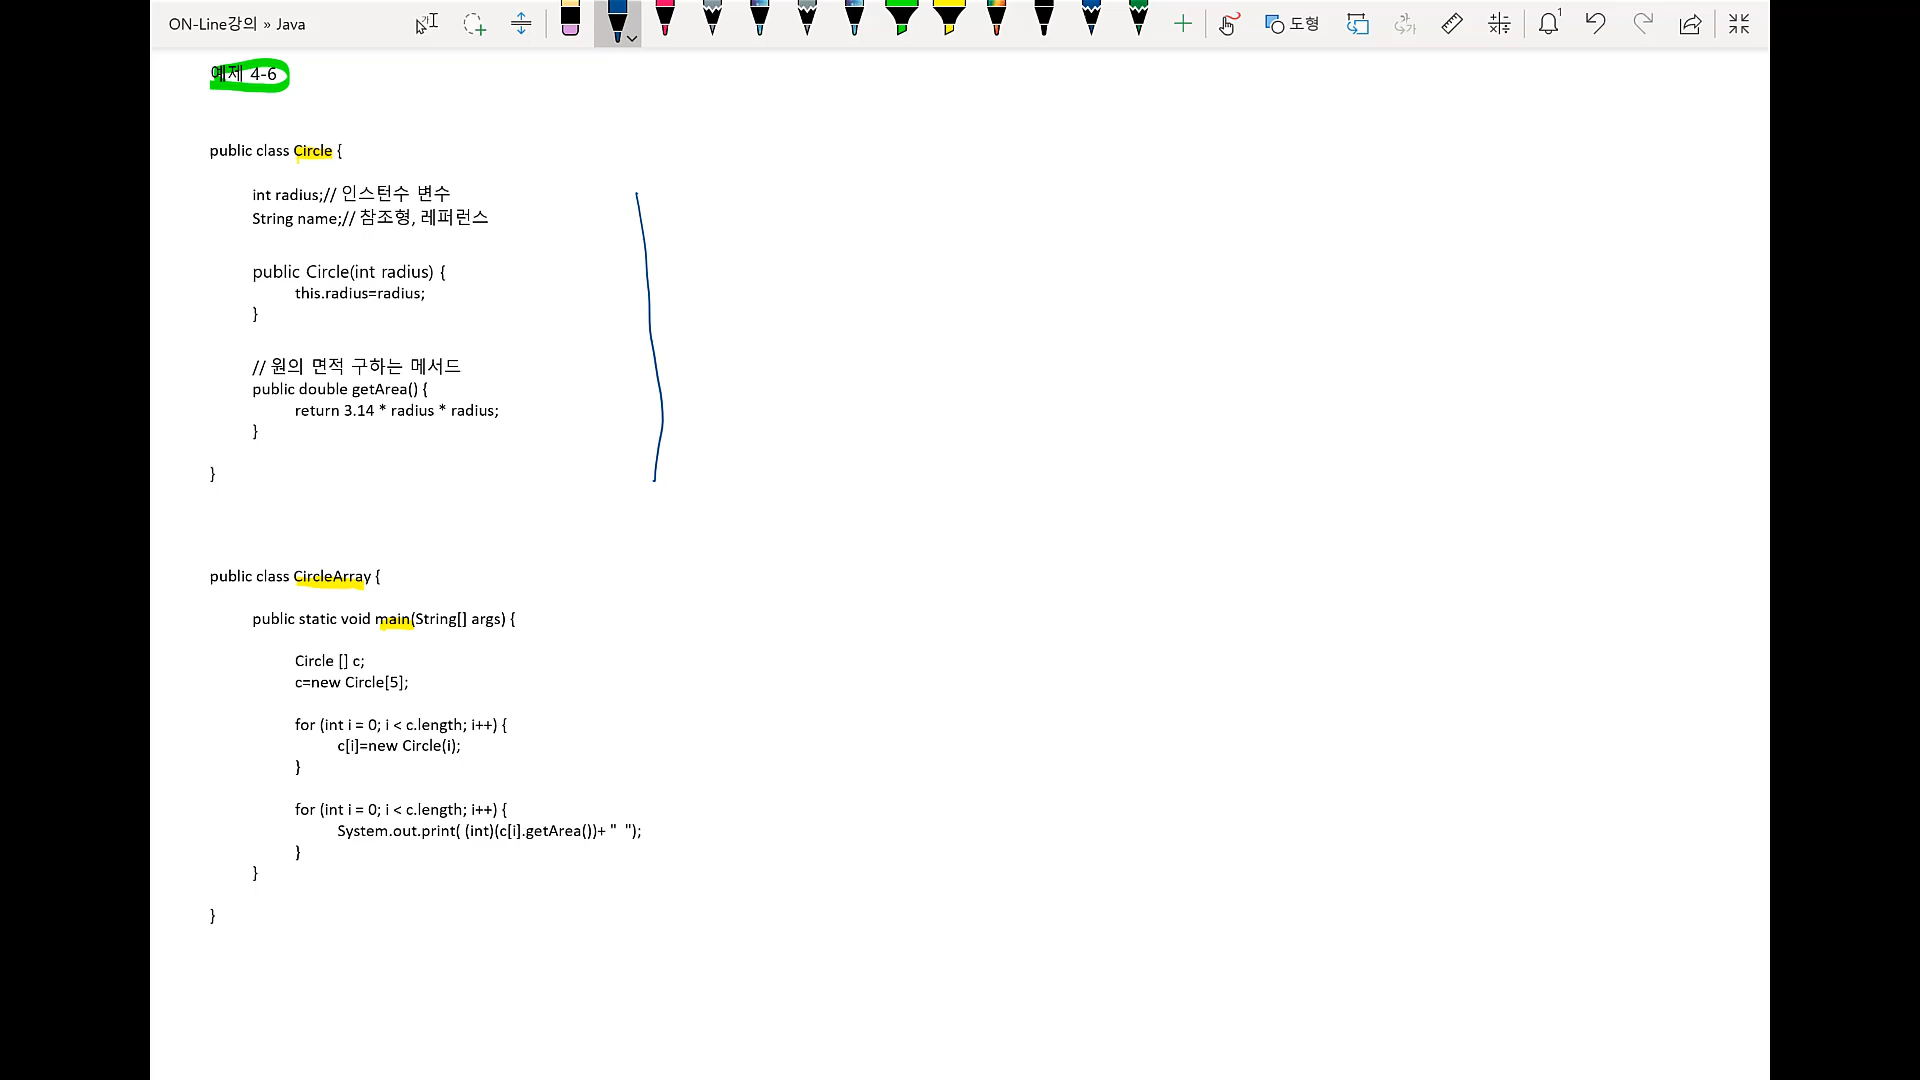 ON-Line강의 » Java
도형
1
예제 4-6
public class Circle {
int radius;// 인스턴수 변수
String name;// 참조형, 레퍼런스
public Circle(int radius) {
this.radius=radius;
}
// 원의 면적 구하는 메서드
public double getArea() {
return 3.14 * radius * radius;
}
}
public class CircleArray {
public static void main(String[] args) {
Circle [] c;
c=new Circle[5];
for (int i = 0; i < c.length; i++) {
c[i]=new Circle(i);
}
for (int i = 0; i < c.length; i++) {
System.out.print( (int)(c[i].getArea())+ "  ");
}
}
}